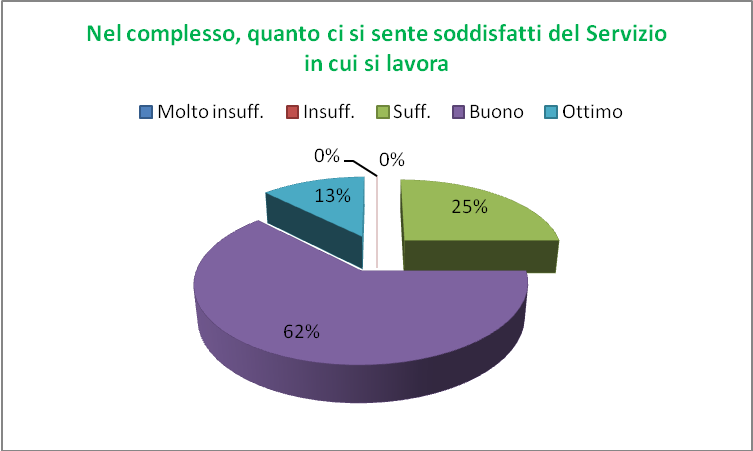 Nel complesso, quanto ci si sente soddisfatti del Servizio
in cui si lavora
Molto insuff. Insuff. Suff. Buono Ottimo
0% 0%
13% 25%
62%